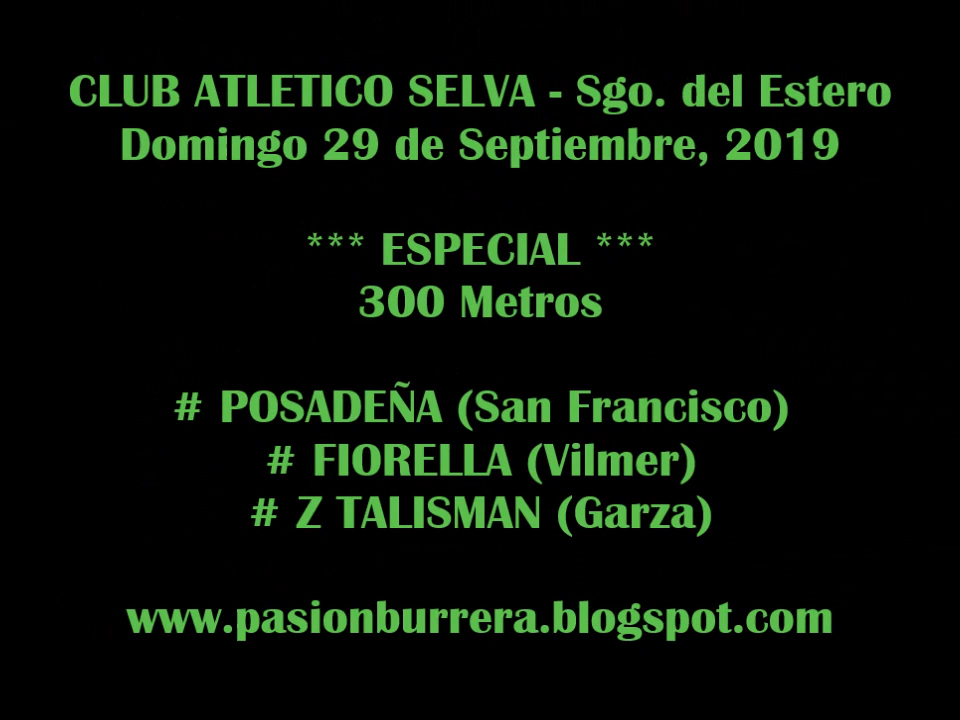 CLUB ATLETICO SELVA - Sgo. del Estero
Domingo 29 de Septiembre, 2019
*** ESPECIAL ***
300 Metros
# POSADEÑA (San Francisco)
# FIORELLA (Vilmer)
# Z TALISMAN (Garza)
www.pasionburrera.blogspot.com